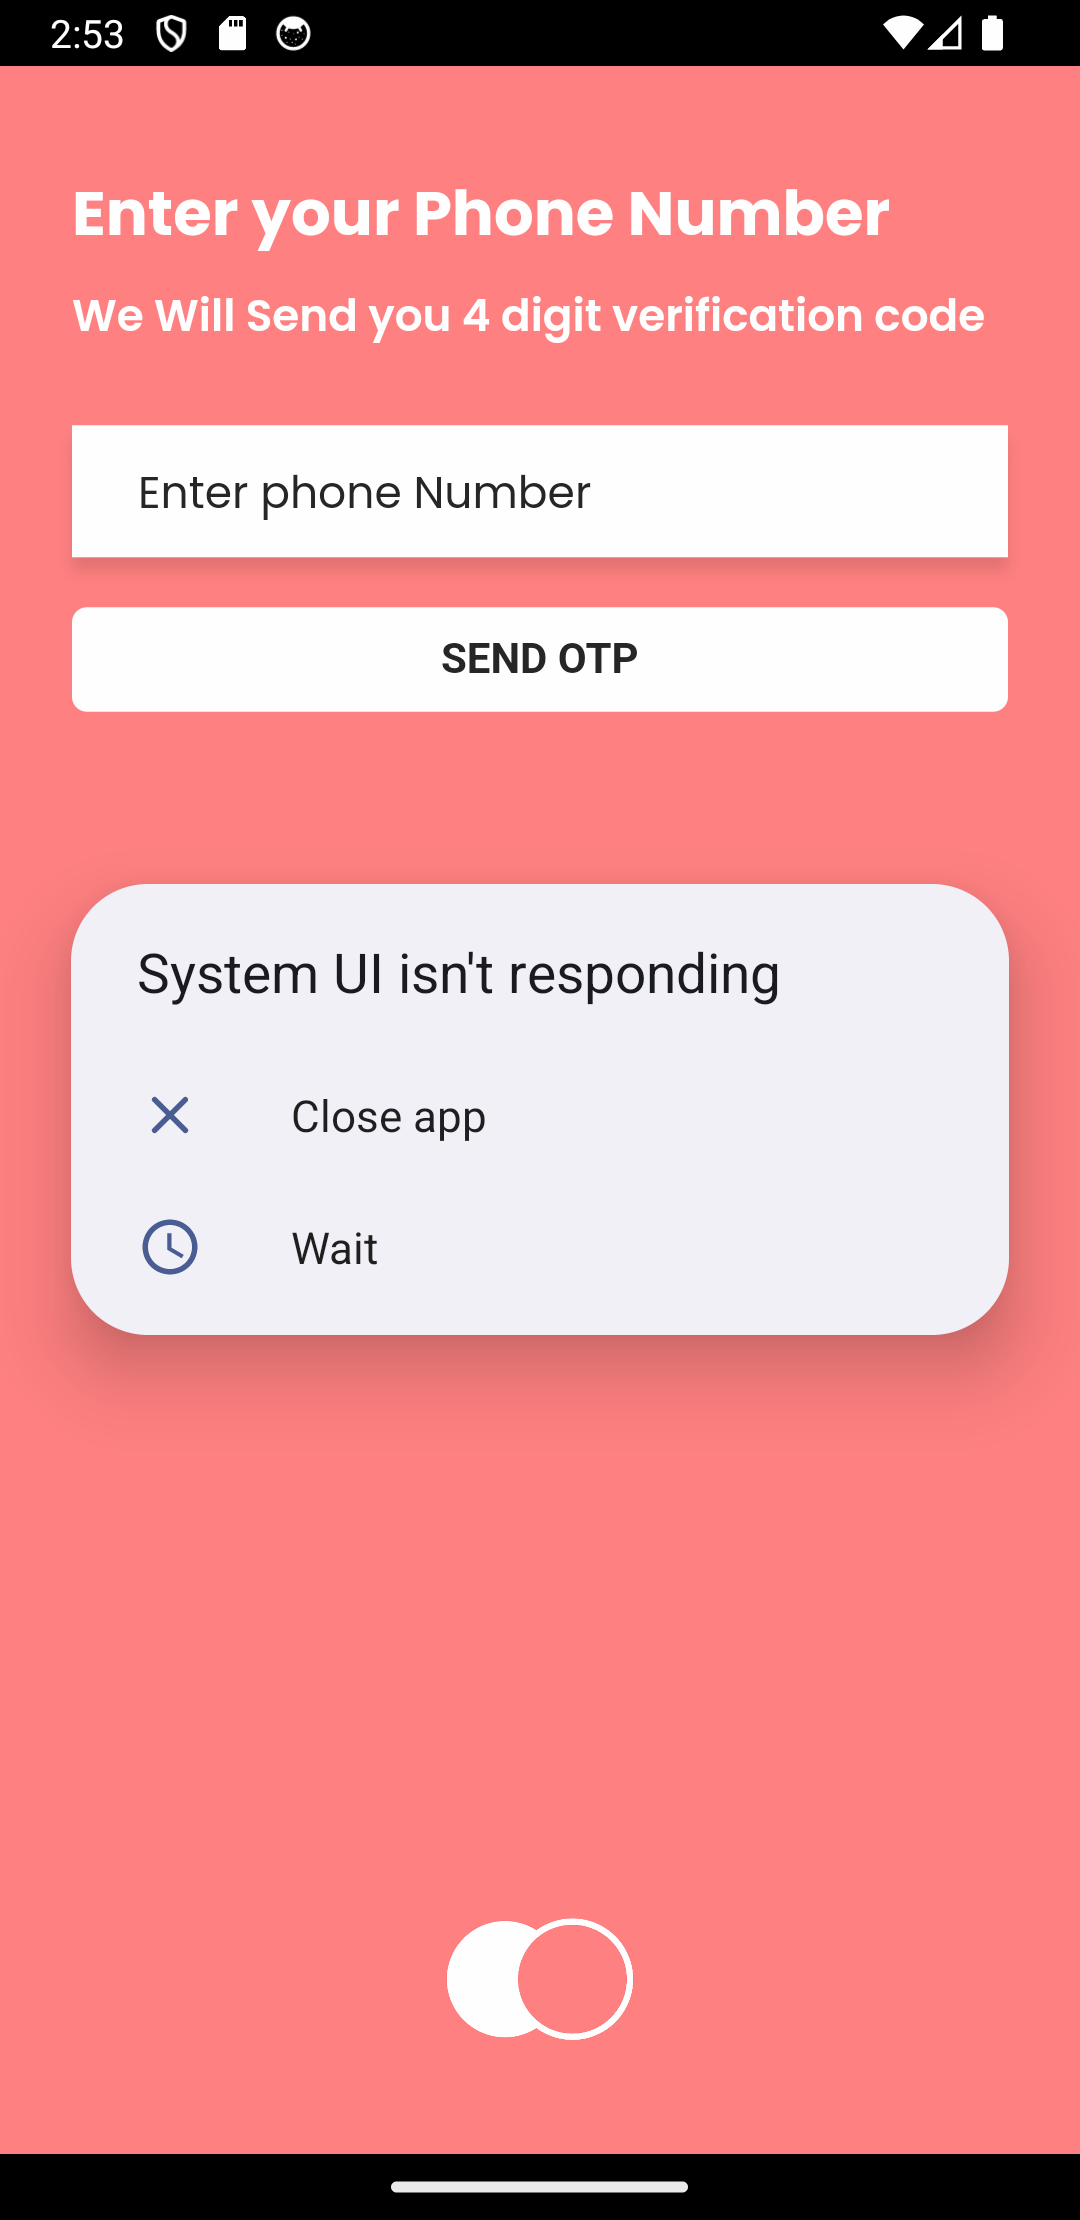 2:53
Enter your Phone Number
We Will Send you 4 digit verification code
Enter phone Number
SEND OTP
System UI isn't responding
Close app
Wait